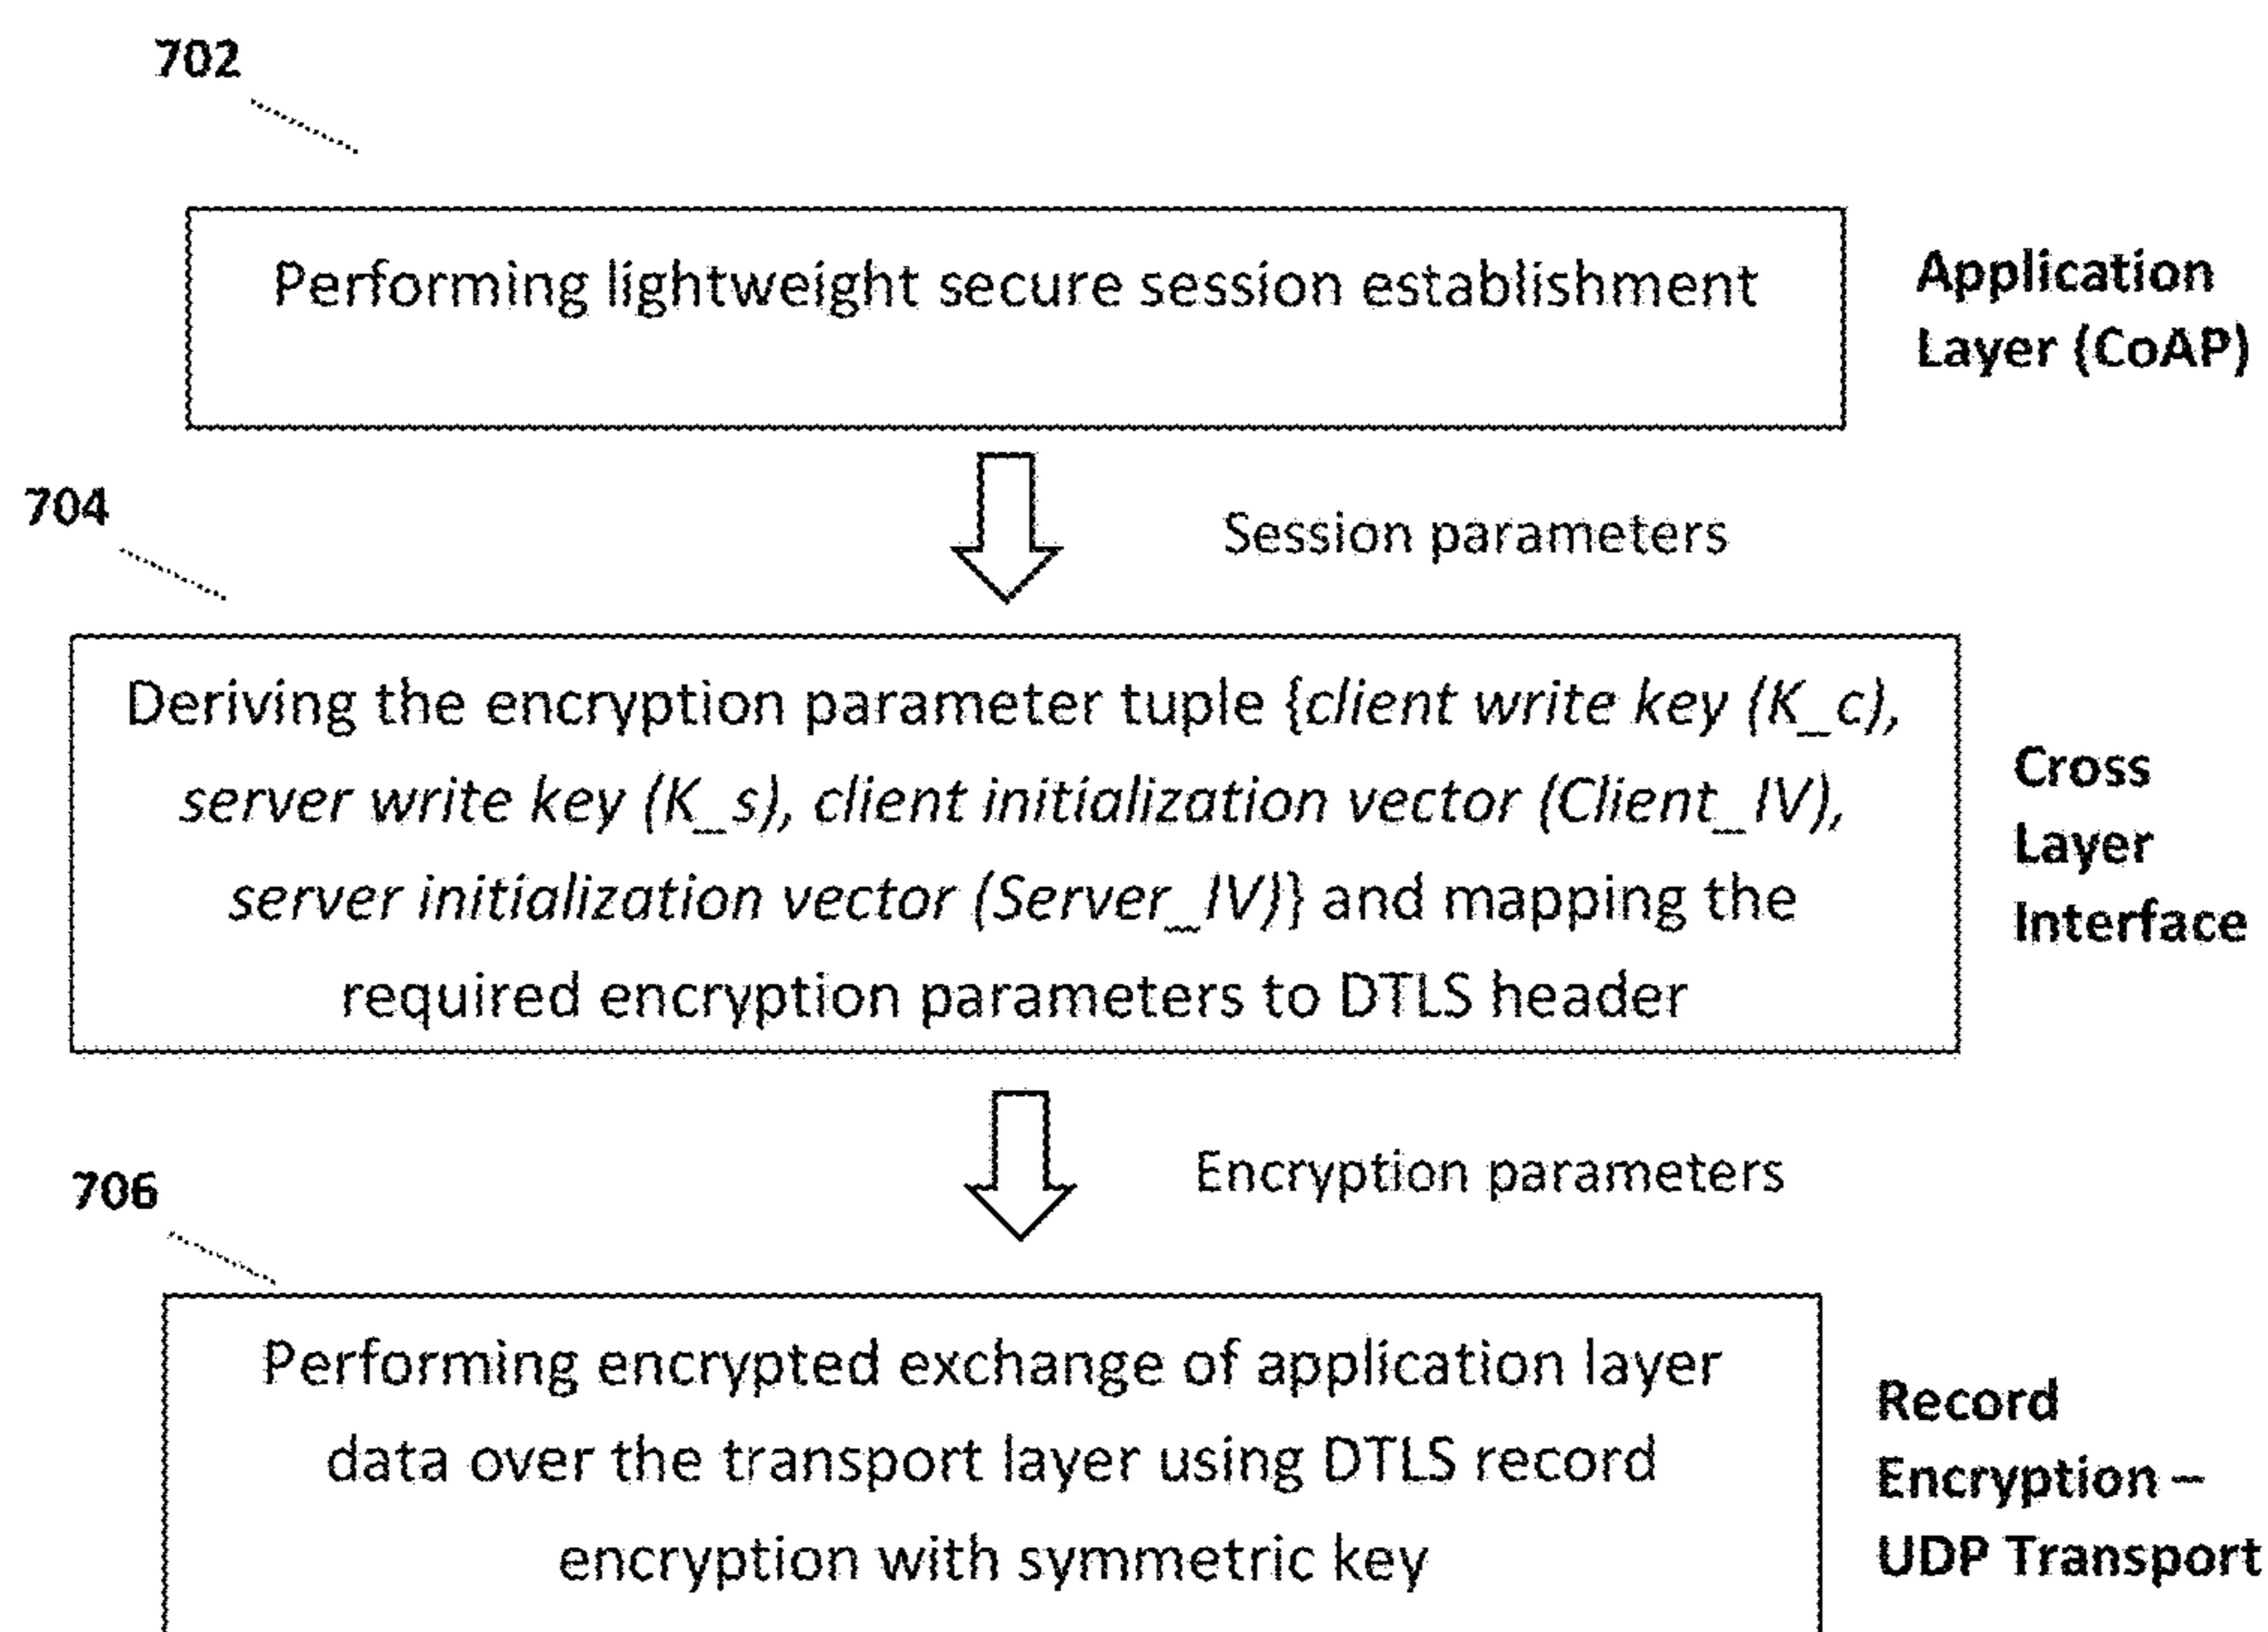 702
Performing lightweight secure session establishment
Application
Layer (CoAP)
704
Session parameters
Deriving the encryption parameter tuple {client write key (K_c),
server write key (K_s), client initialization vector (Client_IV),
server initialization vector (Server_IV)} and mapping the
required encryption parameters to DTLS header
Cross
Layer
Interface
706
Encryption parameters
Performing encrypted exchange of application layer
data over the transport layer using DTLS record
encryption with symmetric key
Record
Encryption –
UDP Transport